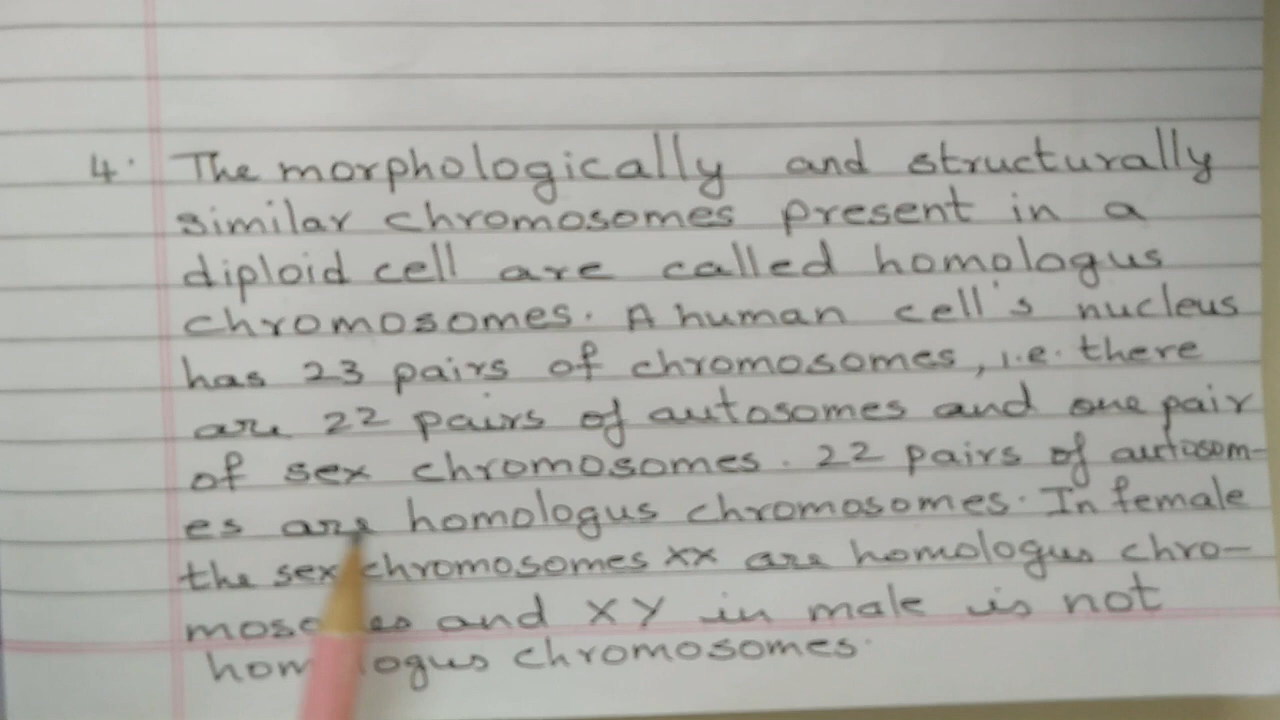 4. The morphologically and structurally
similar chromosomes present in a
diploid cell are called homologus
chromosomes. A human cell's nucleus
has 23 pairs of chromosomes, i.e. there
are 22 pairs of autosomes and one pair
of sex chromosomes. 22 pairs of autosom-
es are homologus chromosomes. In female
the sex chromosomes xx are homologus chro-
and XY in male is not
chromosomes.